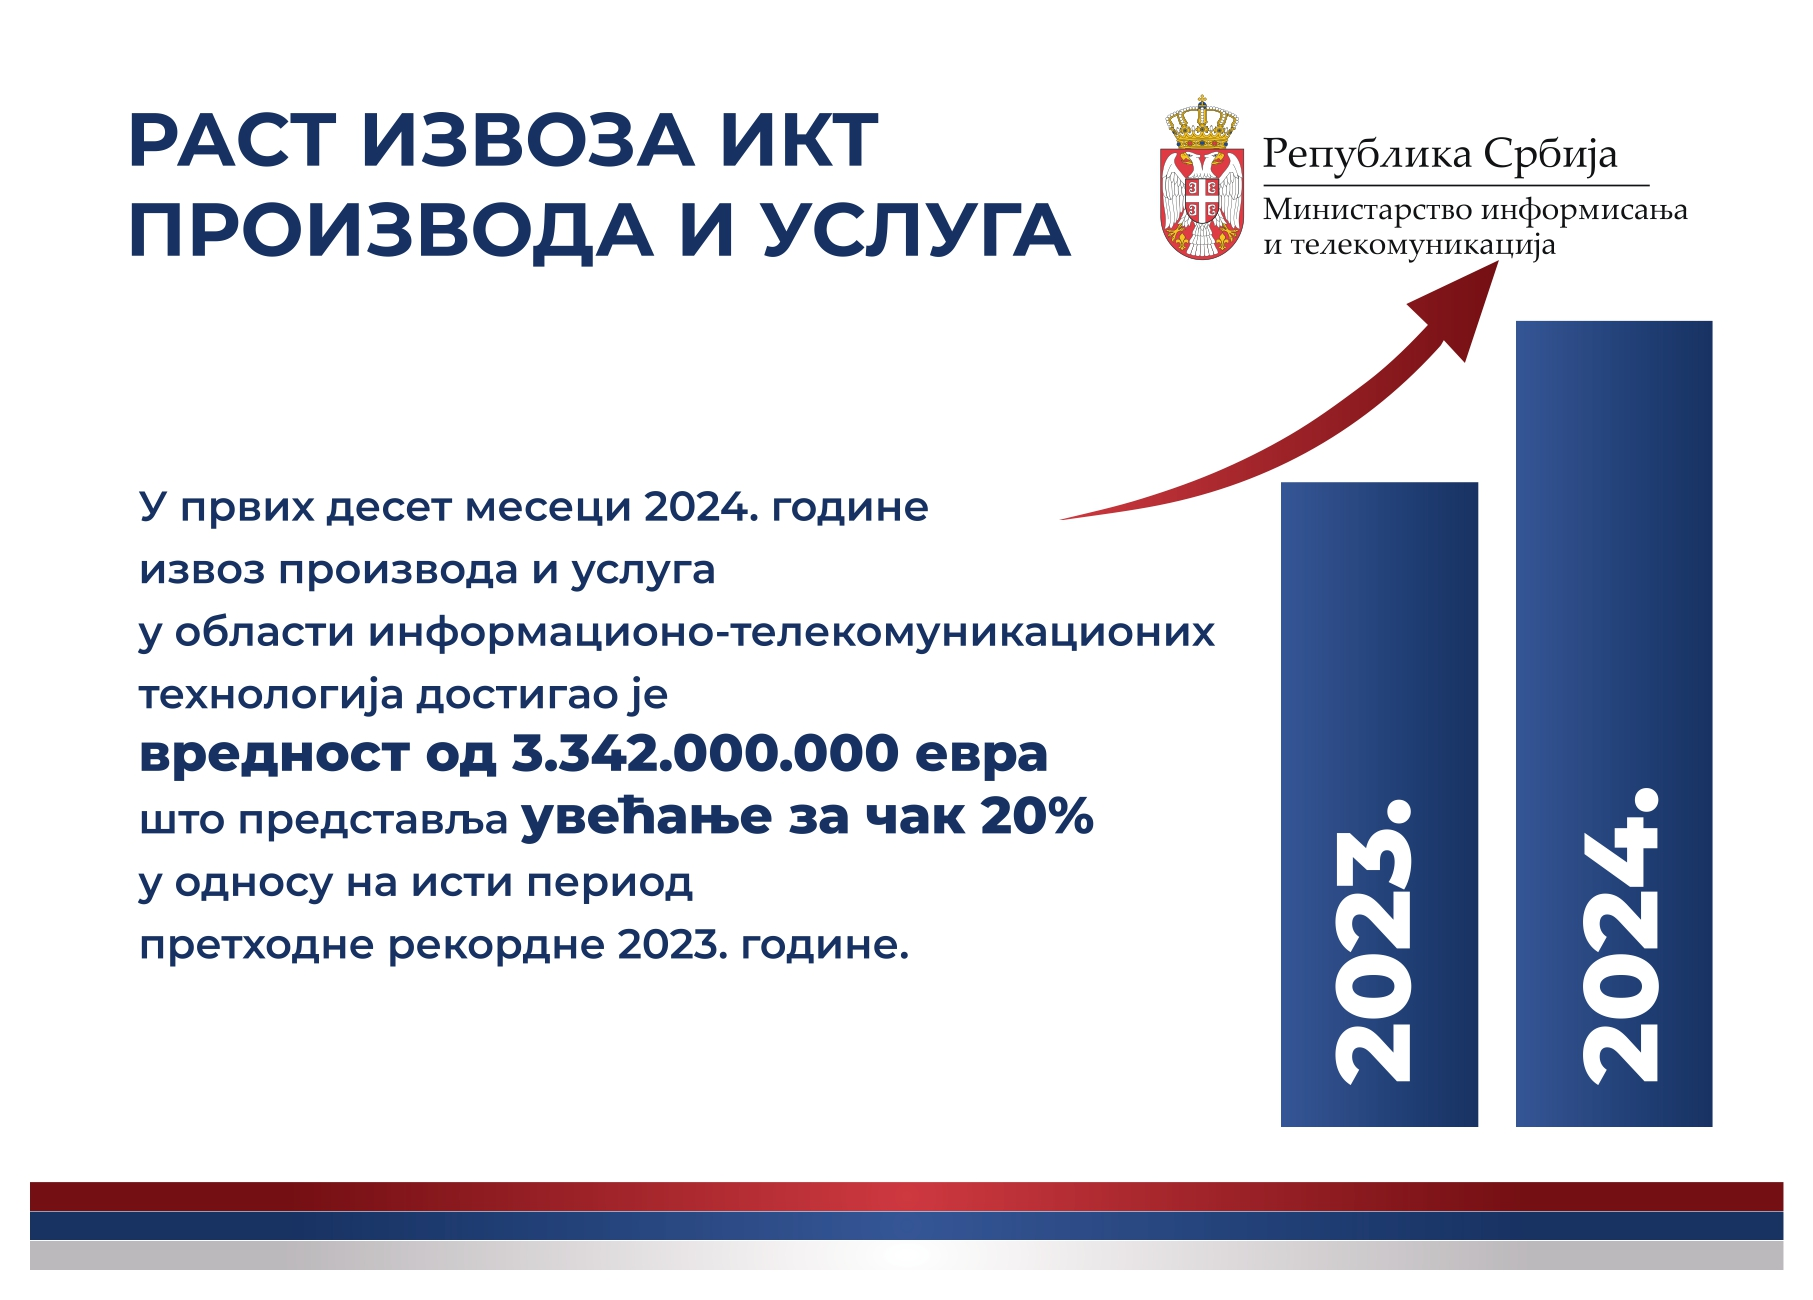 РАСТ ИЗВОЗА ИКТ
ПРОИЗВОДА И УСЛУГА
Република Србија
Министарство информисања
и телекомуникација
У првих десет месеци 2024. године
извоз производа и услуга
у области информационо-телекомуникационих
технологија достигао је
вредност од 3.342.000.000 евра
што представља увећање за чак 20%
у односу на исти период
претходне рекордне 2023. године.
2023.
2024.